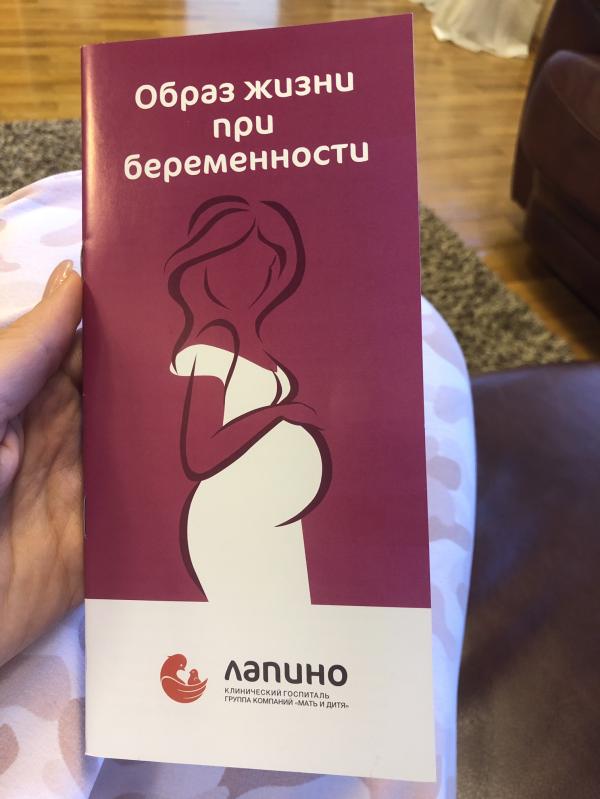 Образ жизни
при
беременности
ЛАПИНО
КЛИНИЧЕСКИЙ ГОСПИТАЛЬ
ГРУППА КОМПАНИЙ «МАТЬ И ДИТЯ»